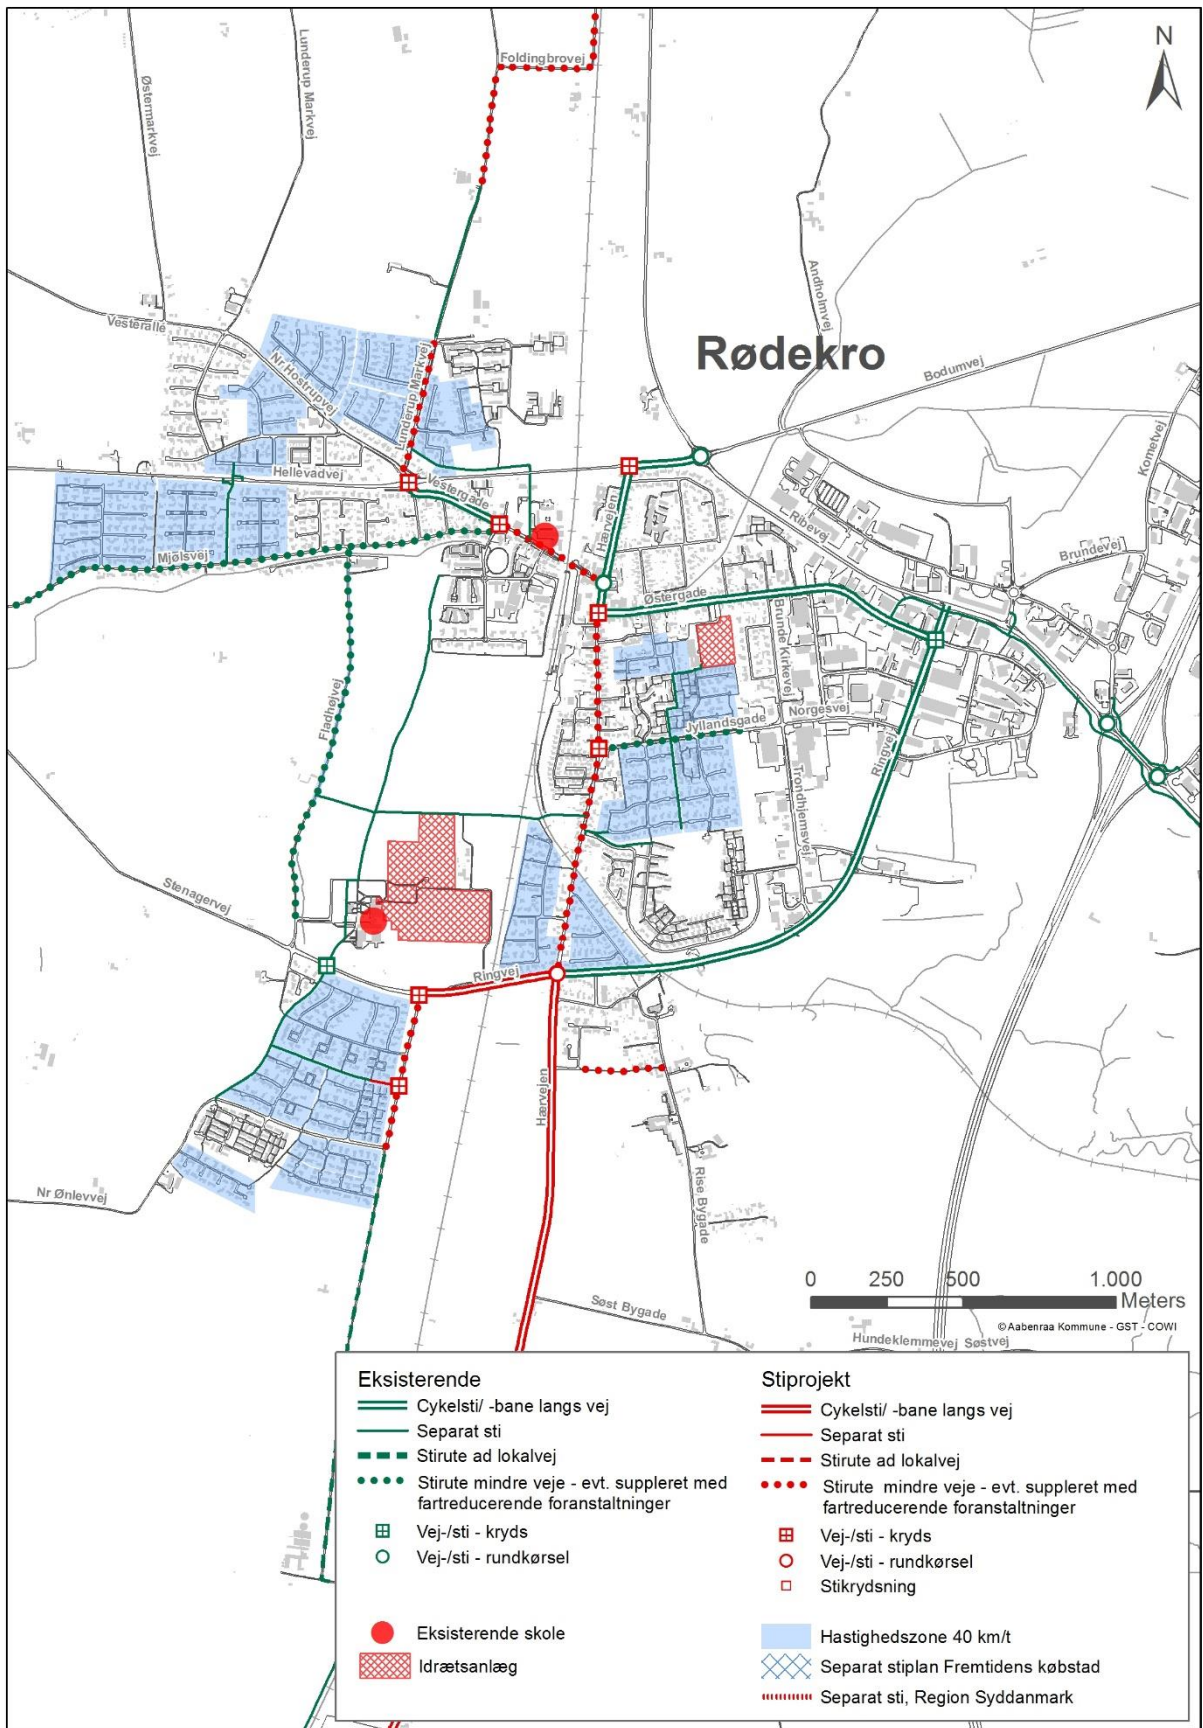 Foldingbrovej
N
Lunderup Markvej
Østermarkvej
Andholmvej
Vesterallé
Rødekro
Nr Hostrupvej
Lunderup Markvej
Bodumvej
Kometvej
Hellevadvej
Vestergade
Hærvejen
Ribevej
Mjølsvej
Brundevej
Østergade
Brunde Kirkevej
Fladhøjvej
Norgesvej
Jyllandsgade
Ringvej
Trondhjemsvej
Stenagervej
Ringvej
Hærvejen
Nr Ønlevvej
Rise Bygade
0 250 500 1.000
Meters
Søst Bygade
©Aabenraa Kommune - GST - COWI
Hundeklemmevej Søstvej
Eksisterende
Cykelsti/ -bane langs vej
Separat sti
Stirute ad lokalvej
Stirute mindre veje - evt. suppleret med
fartreducerende foranstaltninger
Vej-/sti - kryds
Vej-/sti - rundkørsel
Eksisterende skole
Idrætsanlæg
Stiprojekt
Cykelsti/ -bane langs vej
Separat sti
Stirute ad lokalvej
Stirute mindre veje - evt. suppleret med
fartreducerende foranstaltninger
Vej-/sti - kryds
Vej-/sti - rundkørsel
Stikrydsning
Hastighedszone 40 km/t
Separat stiplan Fremtidens købstad
Separat sti, Region Syddanmark